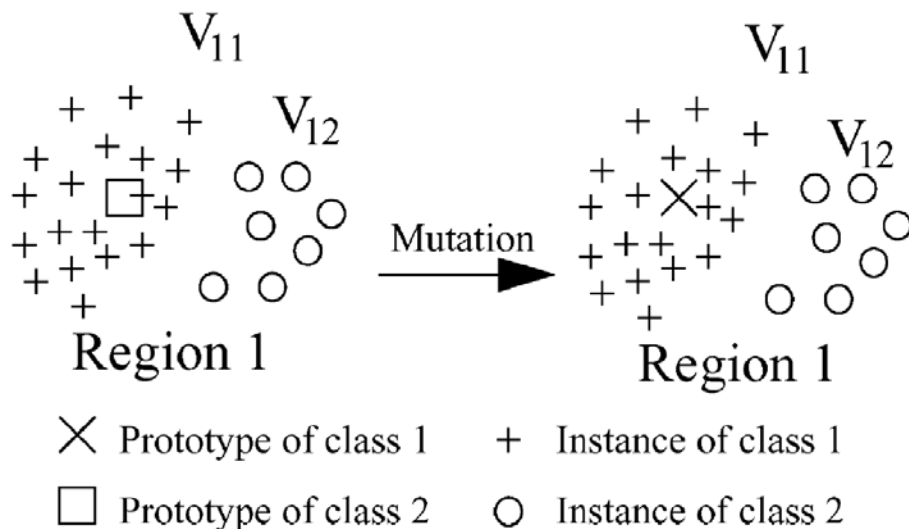 V11
V11
V12
V12
Mutation
Region 1
Region 1
Prototype of class 1
Instance of class 1
Prototype of class 2
Instance of class 2